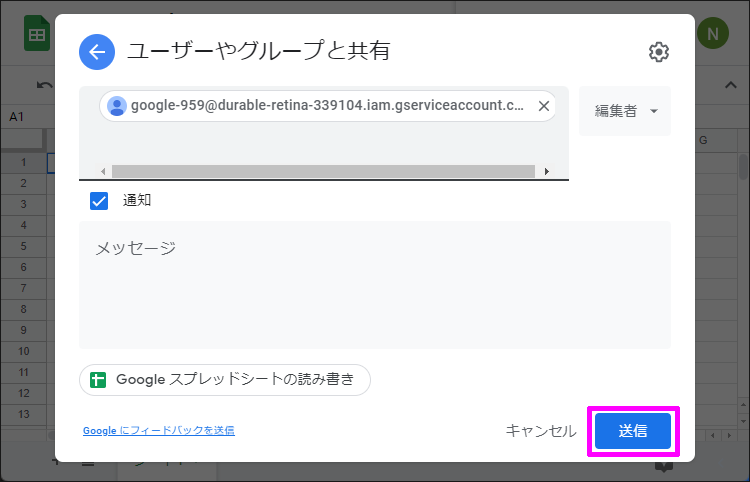 ユーザーやグループと共有
N
google-959@durable-retina-339104.iam.gserviceaccount.c...
編集者
A1
G
1
2
3
4
5
6
7
8
9
10
11
12
13
通知
メッセージ
Google スプレッドシートの読み書き
Google にフィードバックを送信
キャンセル
送信